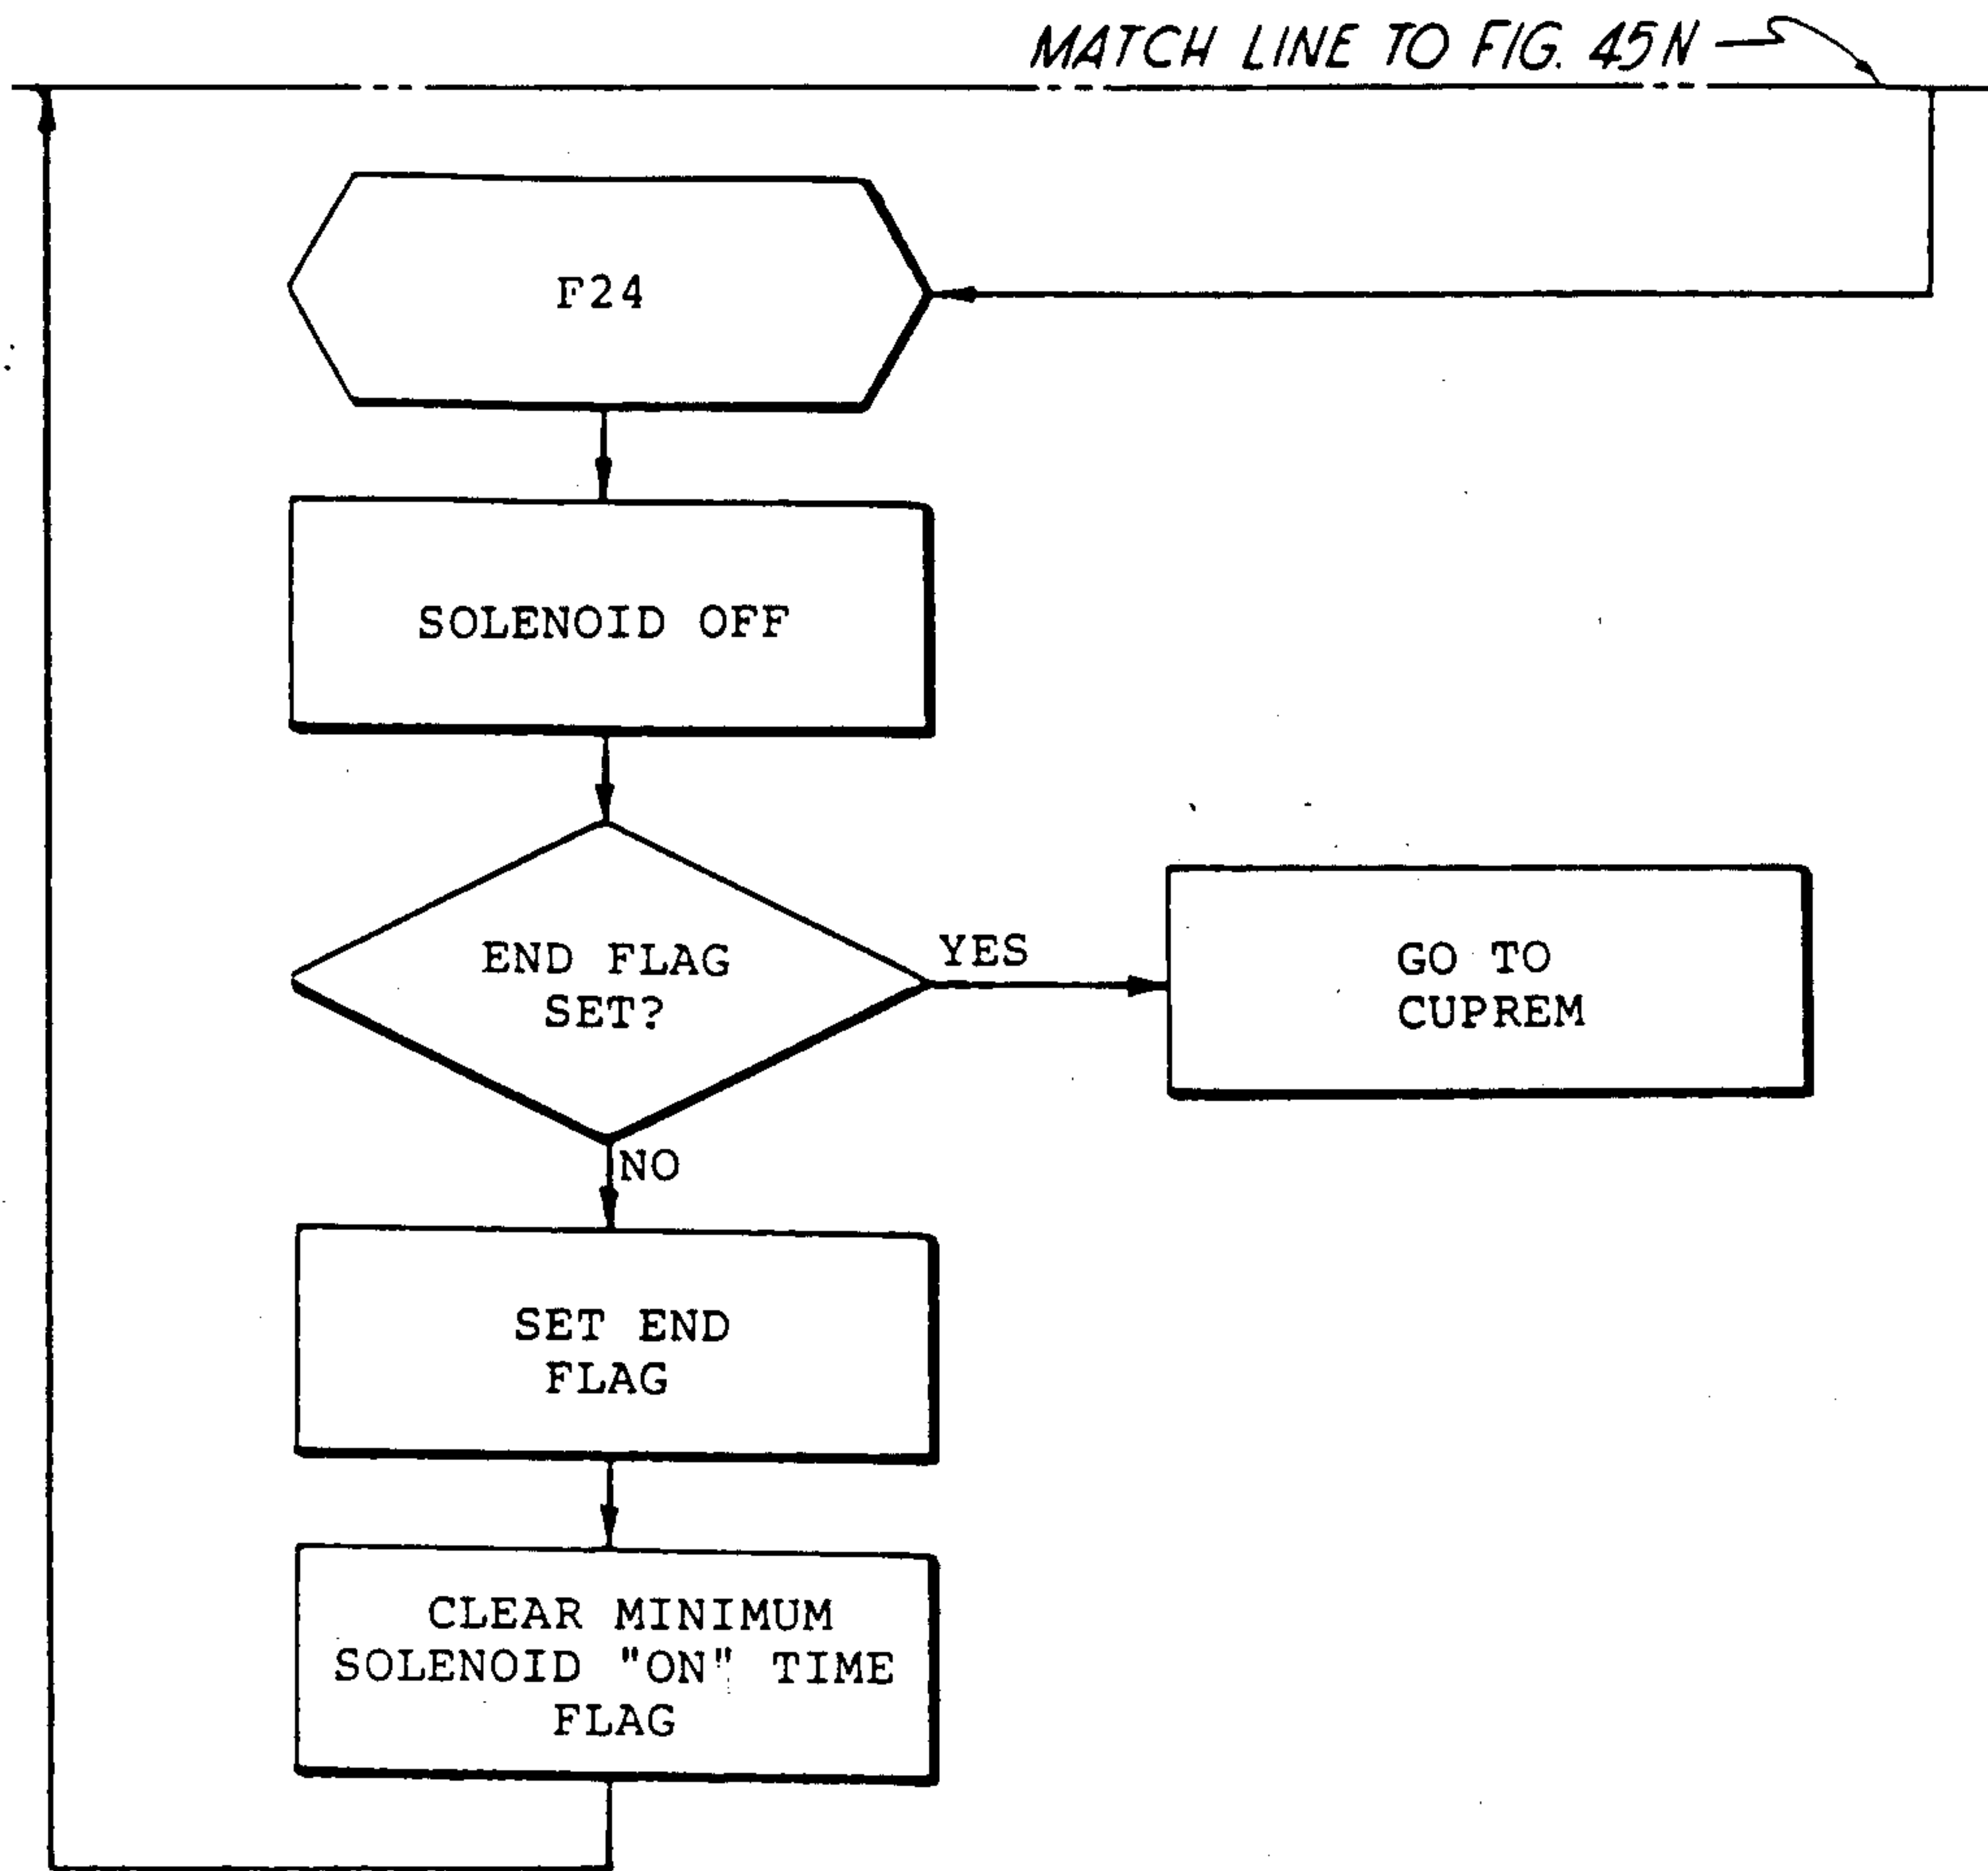 MATCH LINE TO FIG. 45N
F24
SOLENOID OFF
END FLAG
SET?
YES
GO TO
CUPREM
NO
SET END
FLAG
CLEAR MINIMUM
SOLENOID "ON" TIME
FLAG